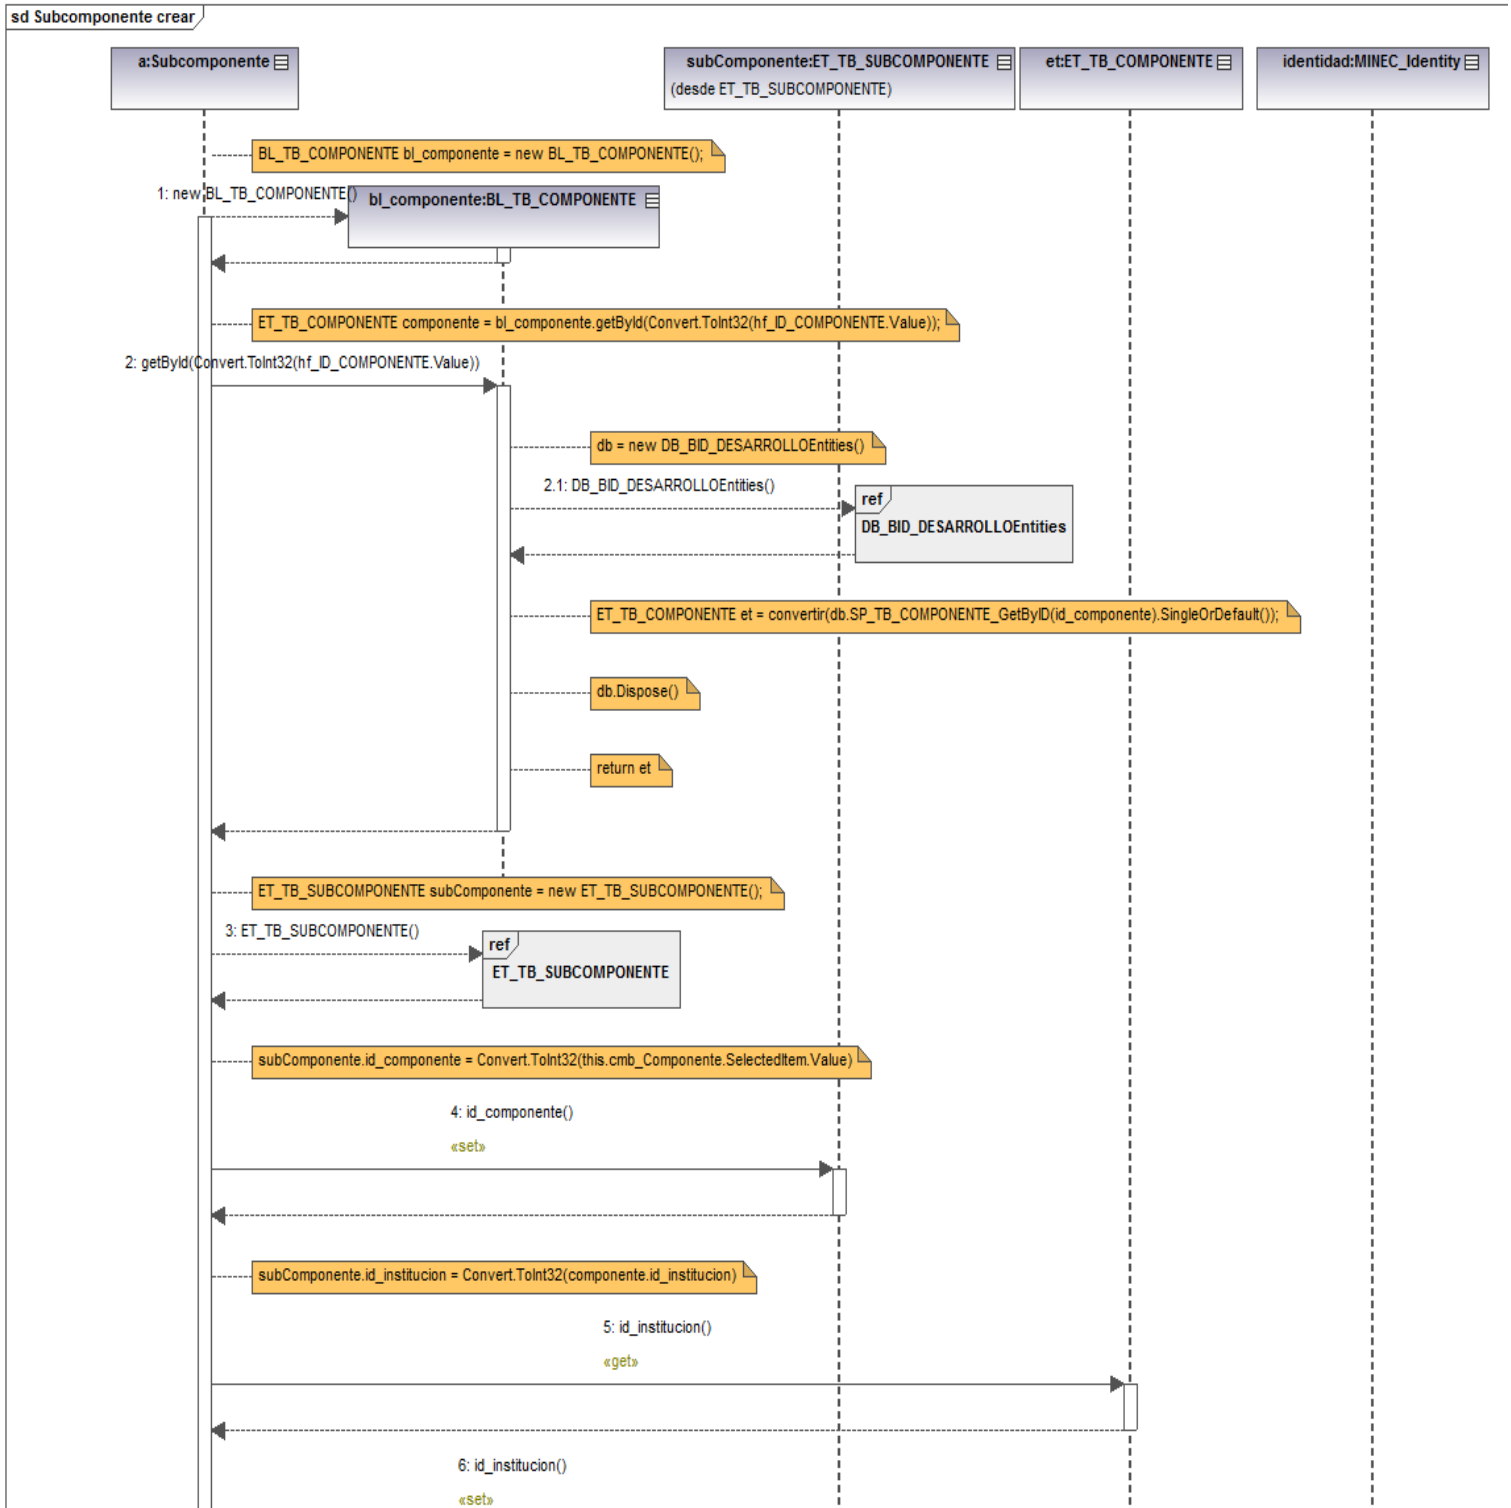 sd Subcomponente crear
a:Subcomponente
subComponente:ET_TB_SUBCOMPONENTE
(desde ET_TB_SUBCOMPONENTE)
et:ET_TB_COMPONENTE
identidad:MINEC_Identity
BL_TB_COMPONENTE bl_componente = new BL_TB_COMPONENTE();
1: new BL_TB_COMPONENTE()
bl_componente:BL_TB_COMPONENTE
ET_TB_COMPONENTE componente = bl_componente.getById(Convert.ToInt32(hf_ID_COMPONENTE.Value));
2: getById(Convert.ToInt32(hf_ID_COMPONENTE.Value))
db = new DB_BID_DESARROLLOEntities()
2.1: DB_BID_DESARROLLOEntities()
ref
DB_BID_DESARROLLOEntities
ET_TB_COMPONENTE et = convertir(db.SP_TB_COMPONENTE_GetByID(id_componente).SingleOrDefault());
db.Dispose()
return et
ET_TB_SUBCOMPONENTE subComponente = new ET_TB_SUBCOMPONENTE();
3: ET_TB_SUBCOMPONENTE()
ref
ET_TB_SUBCOMPONENTE
subComponente.id_componente = Convert.ToInt32(this.cmb_Componente.SelectedItem.Value)
4: id_componente()
«set»
subComponente.id_institucion = Convert.ToInt32(componente.id_institucion)
5: id_institucion()
«get»
6: id_institucion()
«set»